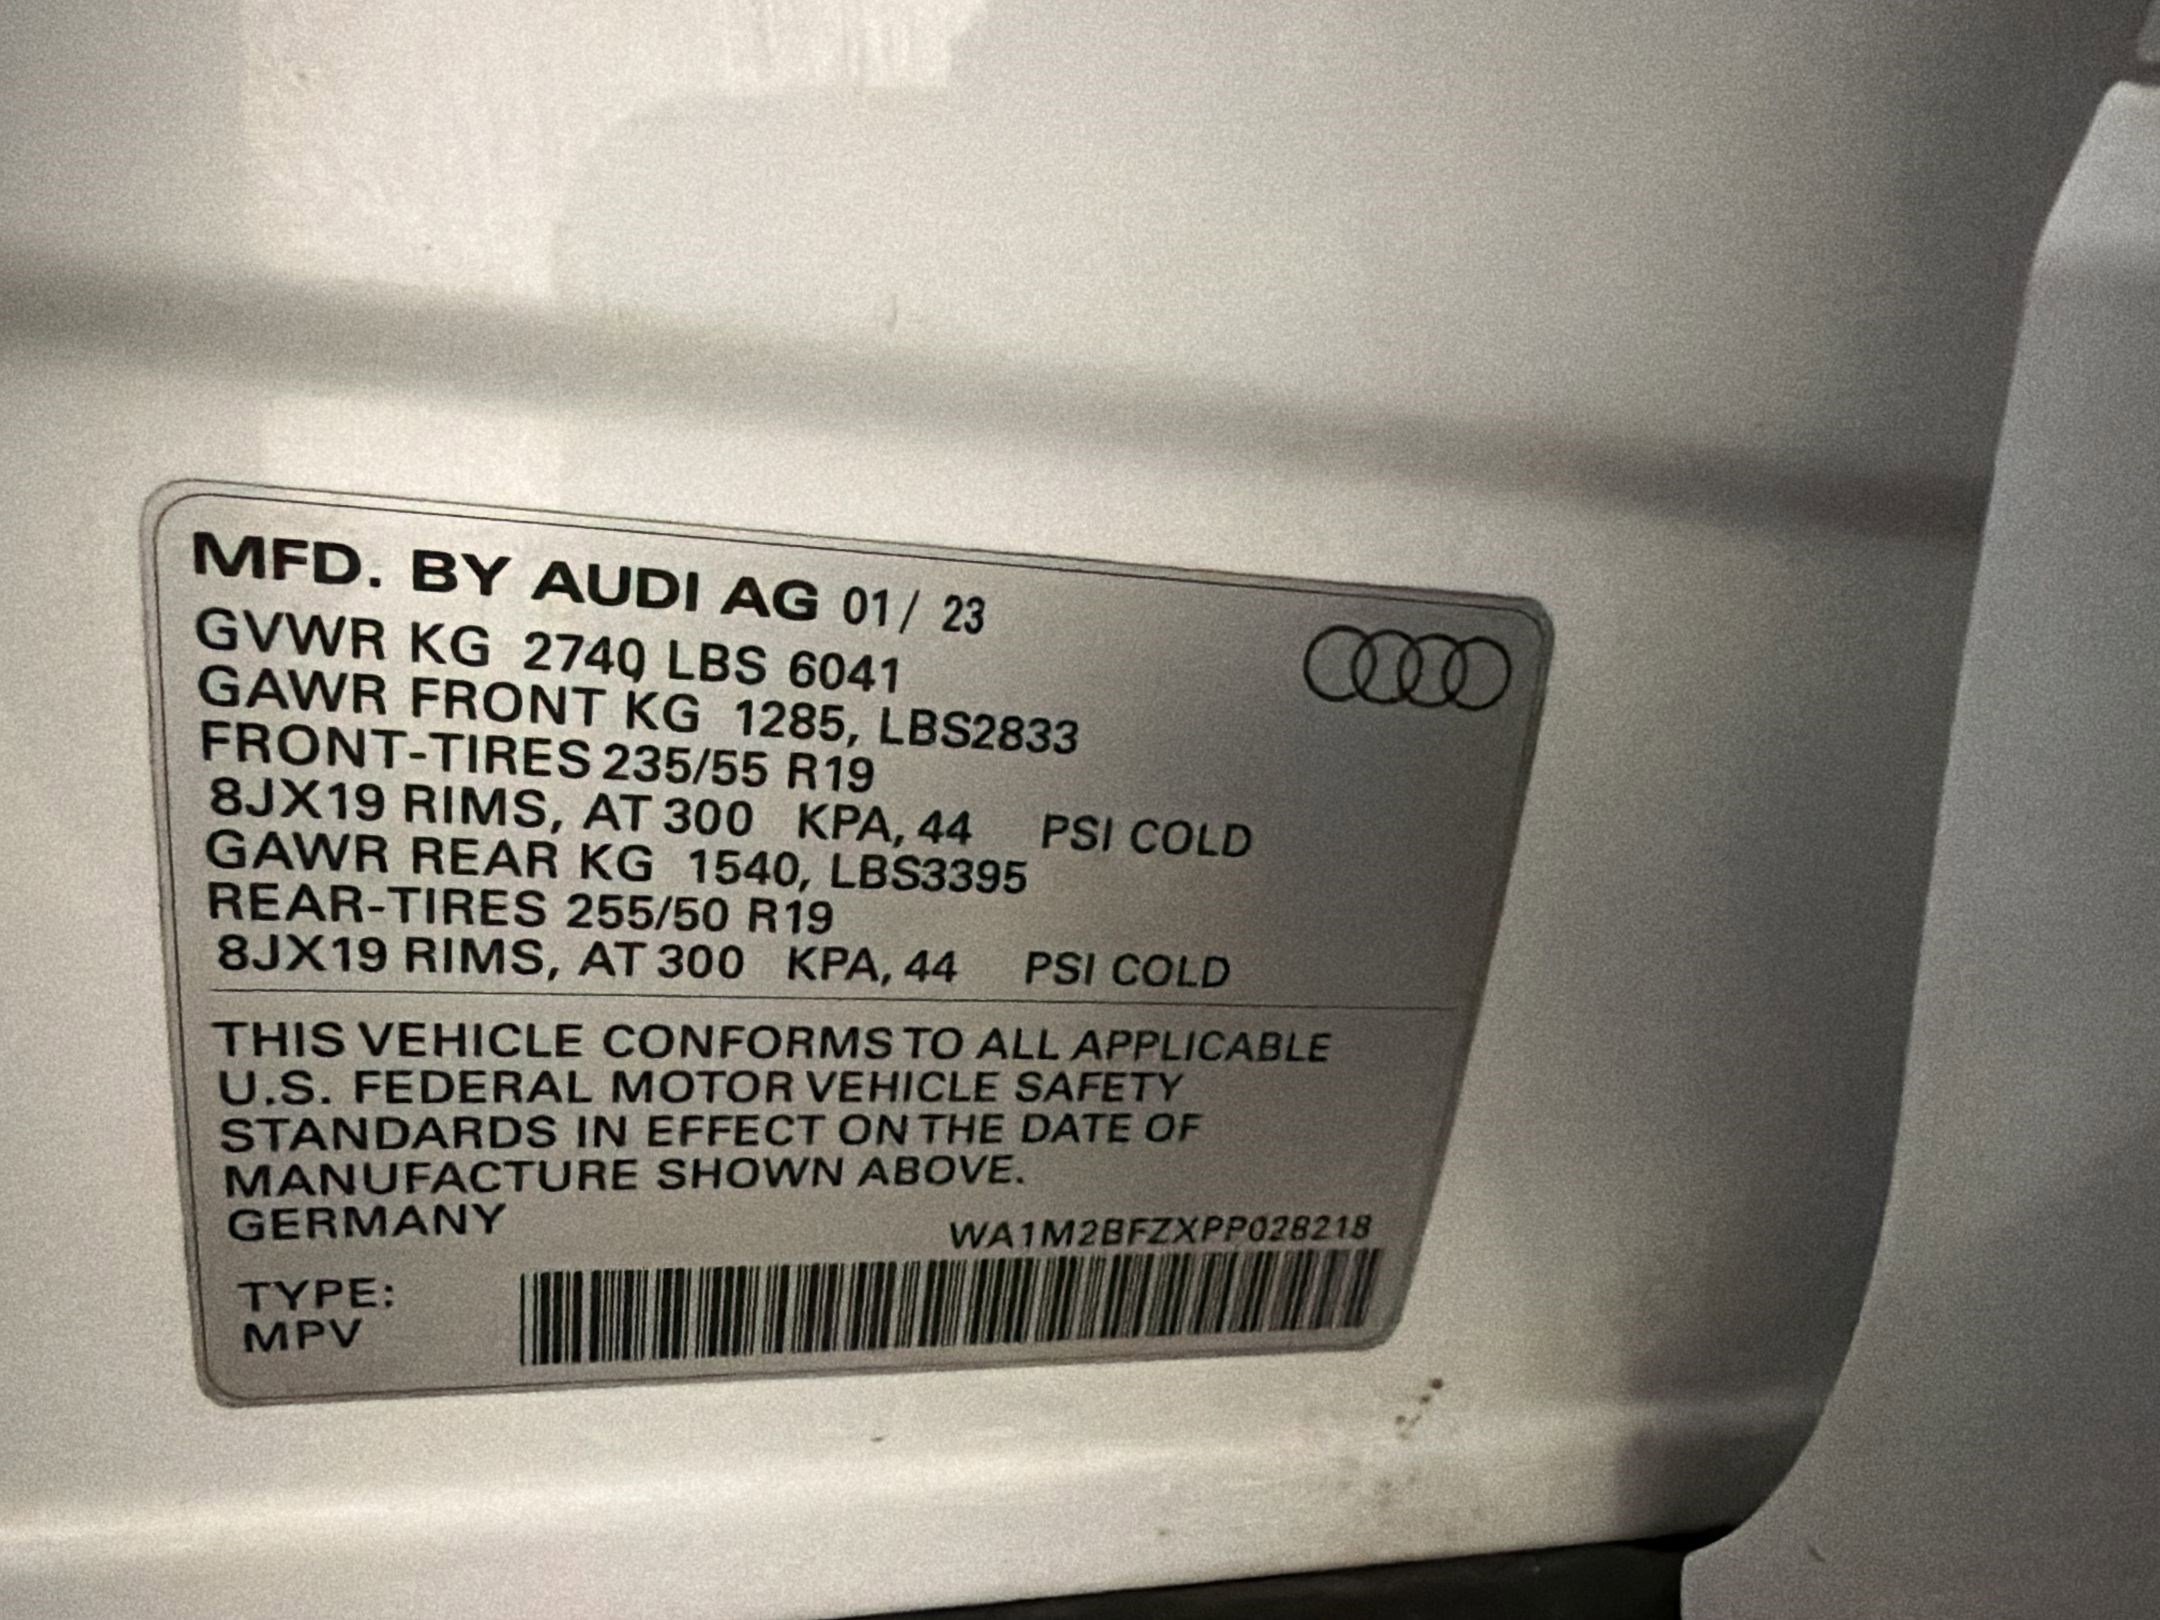 MFD. BY AUDI AG 01/ 23
GVWR KG 2740 LBS 6041
GAWR FRONT KG 1285, LBS2833
FRONT-TIRES 235/55 R19
8JX19 RIMS, AT 300 KPA, 44 PSI COLD
GAWR REAR KG 1540, LBS3395
REAR-TIRES 255/50 R19
8JX19 RIMS, AT 300 KPA, 44 PSI COLD
THIS VEHICLE CONFORMS TO ALL APPLICABLE
U.S. FEDERAL MOTOR VEHICLE SAFETY
STANDARDS IN EFFECT ON THE DATE OF
MANUFACTURE SHOWN ABOVE.
GERMANY WA1M2BFZXPP028218
TYPE:
MPV